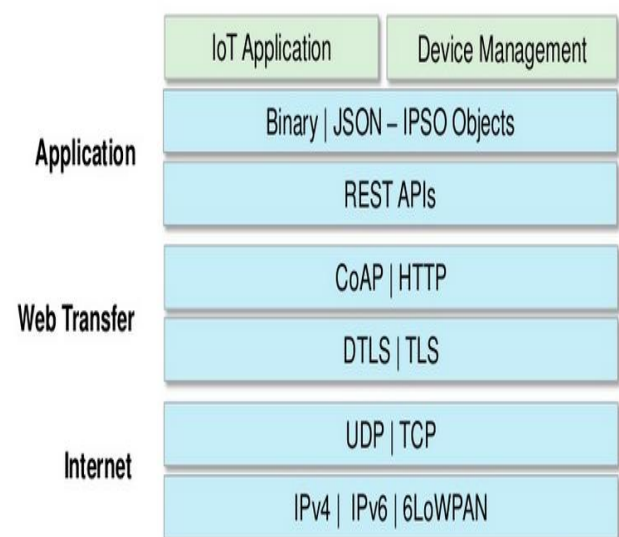 IoT Application
Device Management
Binary | JSON – IPSO Objects
Application
REST APIs
CoAP | HTTP
Web Transfer
DTLS | TLS
UDP | TCP
Internet
IPv4 | IPv6 | 6LoWPAN